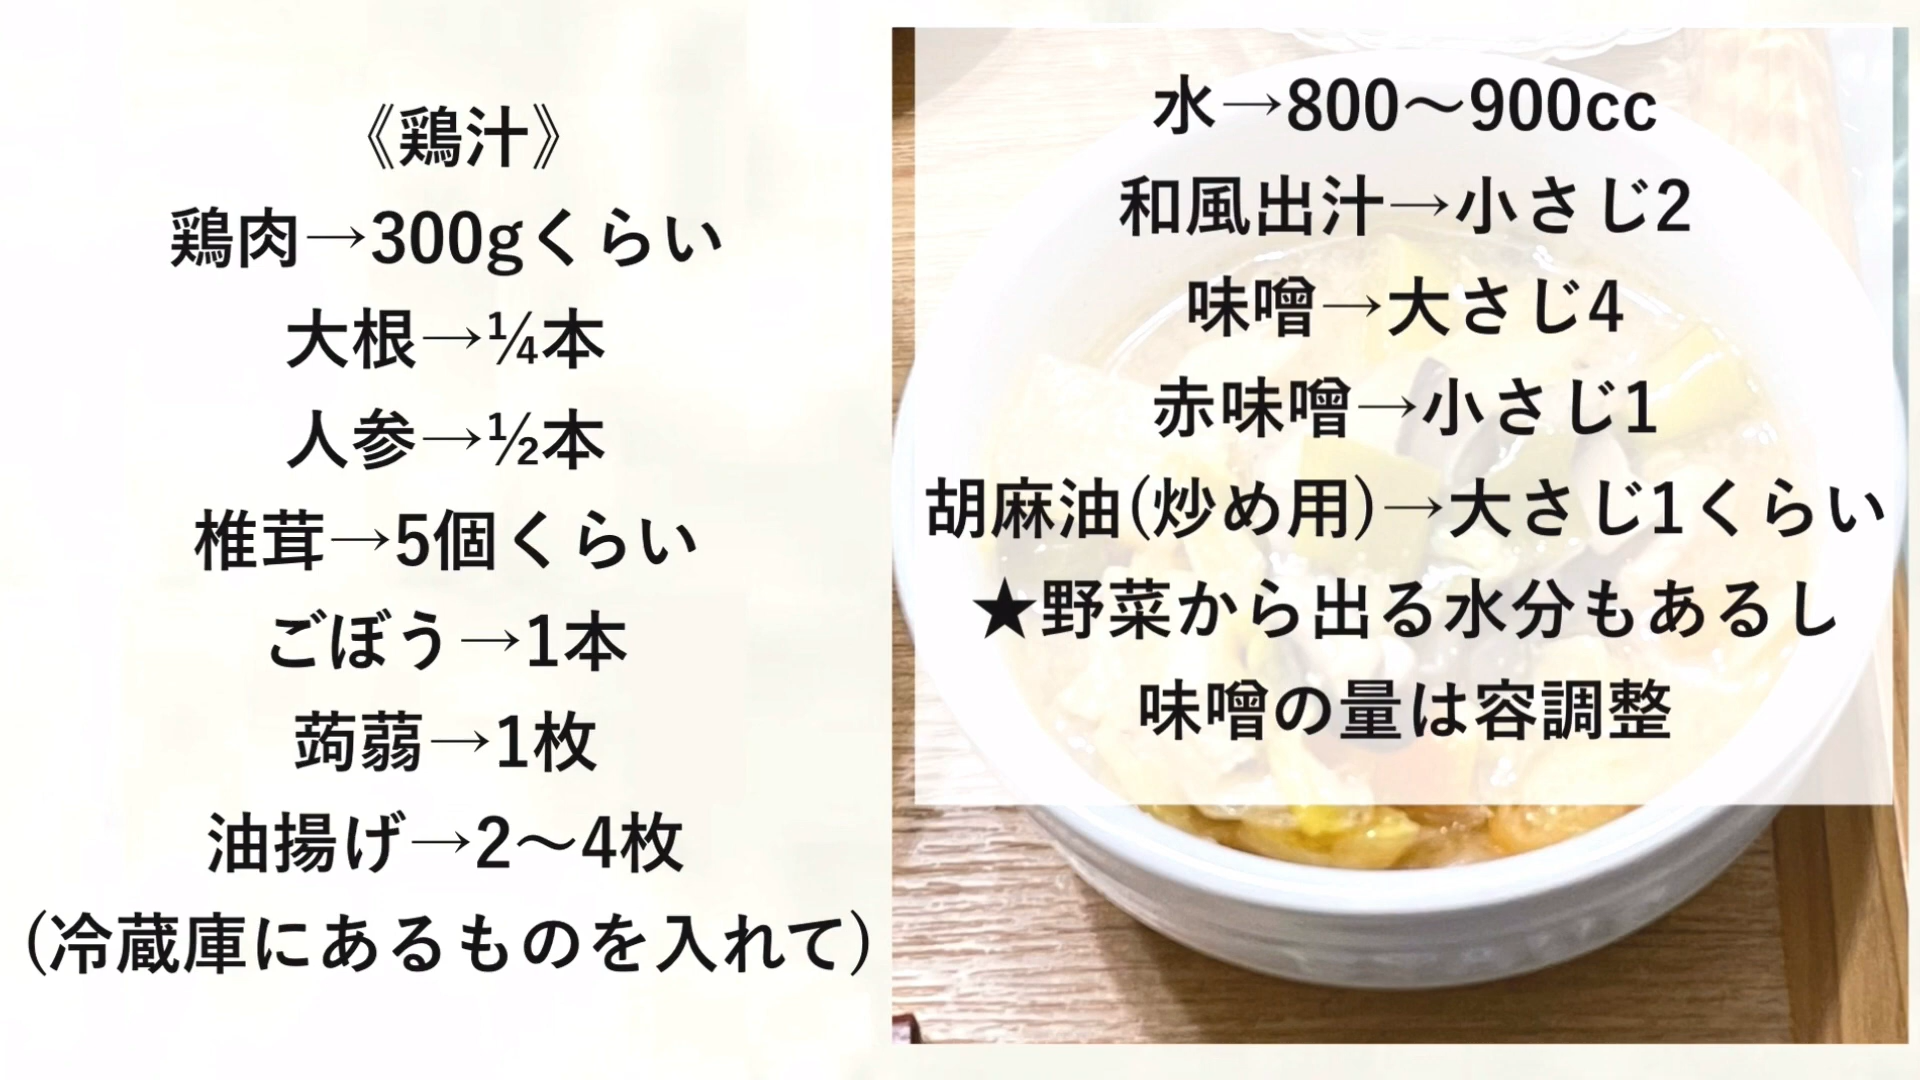 《鶏汁》
鶏肉→300gくらい
大根→¼本
人参→½本
椎茸→5個くらい
ごぼう→1本
蒟蒻→1枚
油揚げ→2〜4枚
(冷蔵庫にあるものを入れて)
水→800〜900cc
和風出汁→小さじ2
味噌→大さじ4
赤味噌→小さじ1
胡麻油(炒め用)→大さじ1くらい
★野菜から出る水分もあるし
味噌の量は容調整